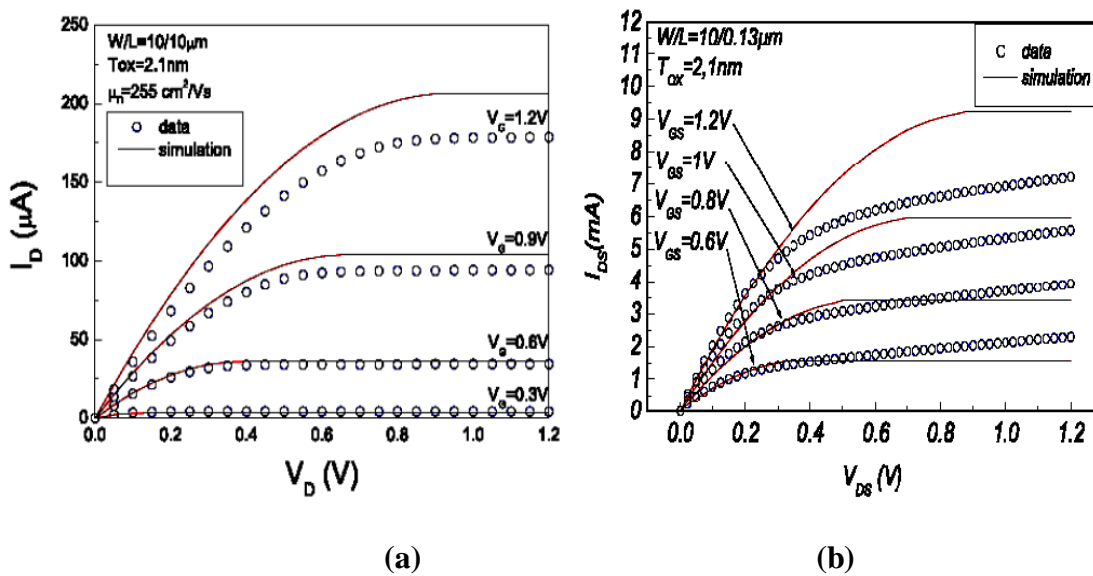 250
200
150
100
50
0
I_D (μA)
W/L=10/10μm
Tox=2.1nm
μ_n=255 cm²/Vs
data
simulation
V_G=1.2V
V_G=0.9V
V_G=0.6V
V_G=0.3V
0.0 0.2 0.4 0.6 0.8 1.0 1.2
V_D (V)
(a)
12
11
10
9
8
7
6
5
4
3
2
1
0
I_DS(mA)
W/L=10/0.13μm
T_OX=2,1nm
data
simulation
V_GS=1.2V
V_GS=1V
V_GS=0.8V
V_GS=0.6V
0.0 0.2 0.4 0.6 0.8 1.0 1.2
V_DS (V)
(b)